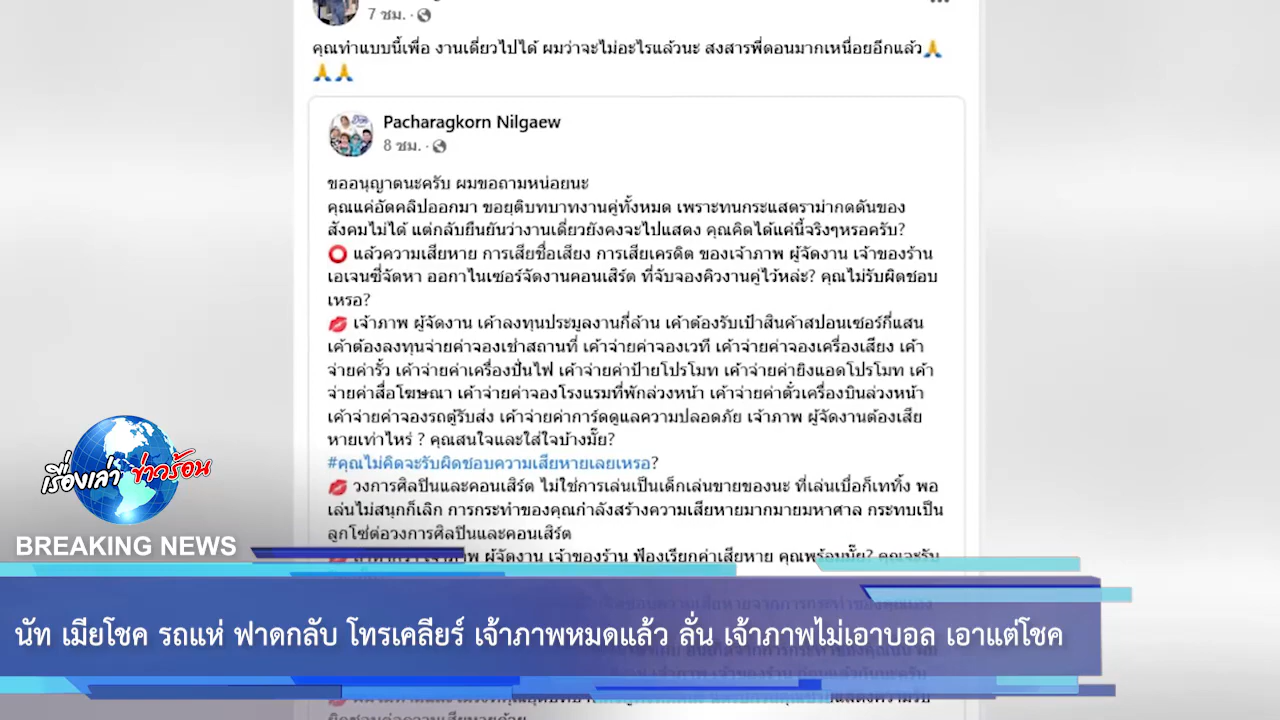 7 ชม. ·
คุณทำแบบนี้เพื่อ งานเดี่ยวไปได้ ผมว่าจะไม่อะไรแล้วนะ สงสารพี่ตอนมากเหนื่อยอีกแล้ว🙏
🙏🙏
Pacharagkorn Nilgaew
8 ชม. ·
ขออนุญาตนะครับ ผมขอถามหน่อยนะ
คุณแค่อัดคลิปออกมา ขอยุติบทบาทงานคู่ทั้งหมด เพราะทนกระแสดราม่ากดดันของ
สังคมไม่ได้ แต่กลับยืนยันว่างานเดี่ยวยังคงจะไปแสดง คุณคิดได้แค่นี้จริงๆหรอครับ?
⭕ แล้วความเสียหาย การเสียชื่อเสียง การเสียเครดิต ของเจ้าภาพ ผู้จัดงาน เจ้าของร้าน
เอเจนซี่จัดหา ออกาไนเซอร์จัดงานคอนเสิร์ต ที่จับจองคิวงานคู่ไว้หล่ะ? คุณไม่รับผิดชอบ
เหรอ?
💋 เจ้าภาพ ผู้จัดงาน เค้าลงทุนประมูลงานกี่ล้าน เค้าต้องรับเป้าสินค้าสปอนเซอร์กี่แสน
เค้าต้องลงทุนจ่ายค่าจองเช่าสถานที่ เค้าจ่ายค่าจองเวที เค้าจ่ายค่าจองเครื่องเสียง เค้า
จ่ายค่ารั้ว เค้าจ่ายค่าเครื่องปั่นไฟ เค้าจ่ายค่าป้ายโปรโมท เค้าจ่ายค่ายิงแอดโปรโมท เค้า
จ่ายค่าสื่อโฆษณา เค้าจ่ายค่าจองโรงแรมที่พักล่วงหน้า เค้าจ่ายค่าตั๋วเครื่องบินล่วงหน้า
เค้าจ่ายค่าจองรถตู้รับส่ง เค้าจ่ายค่าการ์ดดูแลความปลอดภัย เจ้าภาพ ผู้จัดงานต้องเสีย
หายเท่าไหร่ ? คุณสนใจและใส่ใจบ้างมั๊ย?
#คุณไม่คิดจะรับผิดชอบความเสียหายเลยเหรอ?
💋 วงการศิลปินและคอนเสิร์ต ไม่ใช่การเล่นเป็นเด็กเล่นขายของนะ ที่เล่นเบื่อก็เททิ้ง พอ
เล่นไม่สนุกก็เลิก การกระทำของคุณกำลังสร้างความเสียหายมากมายมหาศาล กระทบเป็น
ลูกโซ่ต่อวงการศิลปินและคอนเสิร์ต
ผู้จัดงาน เจ้าของร้าน ฟ้องเรียกค่าเสียหาย คุณพร้อมมั๊ย? คุณจะรับ
เรื่องเล่า ข่าวร้อน
BREAKING NEWS
นัท เมียโชค รถแห่ ฟาดกลับ โทรเคลียร์ เจ้าภาพหมดแล้ว ลั่น เจ้าภาพไม่เอาบอล เอาแต่โชค